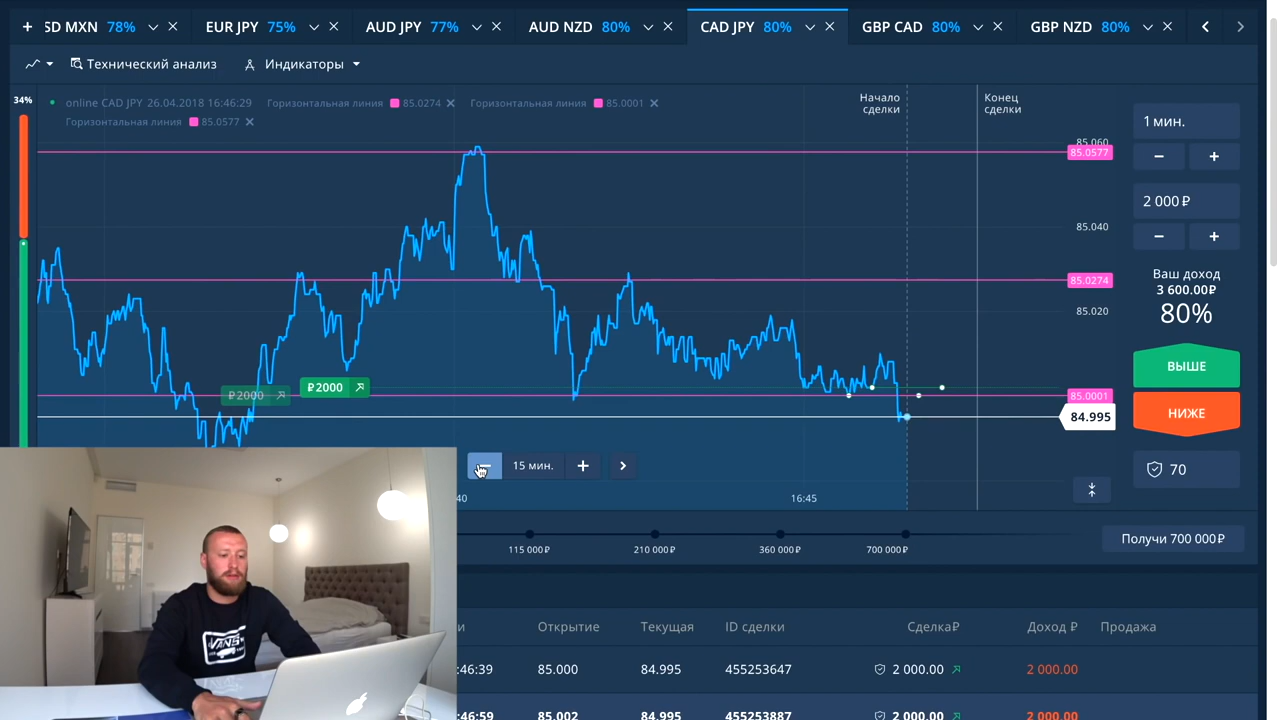 + SD MXN 78% EUR JPY 75% AUD JPY 77% AUD NZD 80% CAD JPY 80% GBP CAD 80% GBP NZD 80%
Технический анализ Индикаторы
34%
online CAD JPY 26.04.2018 16:46:29 Горизонтальная линия 85.0274 Горизонтальная линия 85.0001
Горизонтальная линия 85.0577
Начало сделки
Конец сделки
85.060
85.0577
85.040
85.0274
85.020
85.0001
84.995
₽2000
₽2000
− 15 мин. +
40 16:45
1 мин.
− +
2 000 ₽
− +
Ваш доход
3 600.00₽
80%
ВЫШЕ
НИЖЕ
70
115 000₽ 210 000₽ 360 000₽ 700 000₽
Получи 700 000₽
и Открытие Текущая ID сделки Сделка₽ Доход ₽ Продажа
:46:39 85.000 84.995 455253647 2 000.00 2 000.00
:46:59 85.002 84.995 455253887 2 000.00 2 000.00
VANS